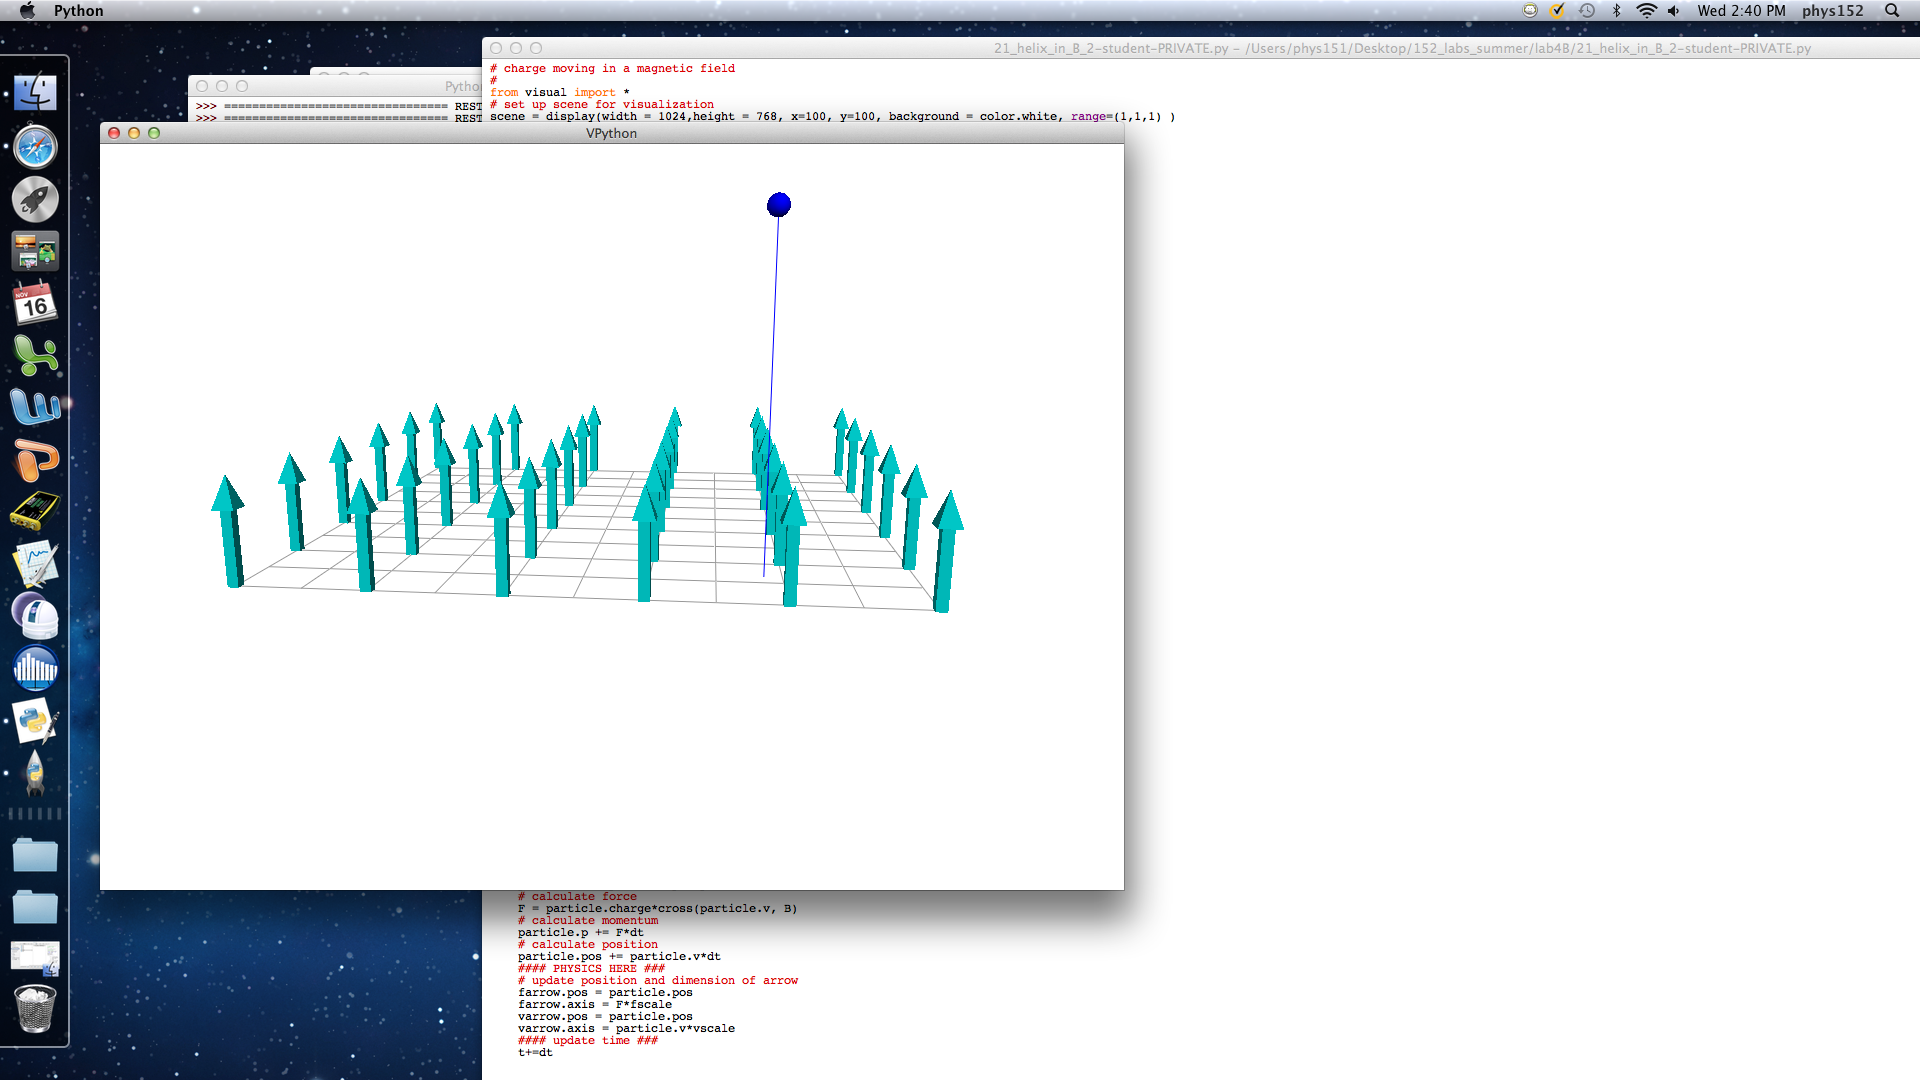 Python
Wed 2:40 PM phys152
21_helix_in_B_2-student-PRIVATE.py – /Users/phys151/Desktop/152_labs_summer/lab4B/21_helix_in_B_2-student-PRIVATE.py
# charge moving in a magnetic field
#
from visual import *
# set up scene for visualization
scene = display(width = 1024,height = 768, x=100, y=100, background = color.white, range=(1,1,1) )
Pytho
>>> ================================ REST
>>> ================================ REST
VPython
NOV
16
# calculate force
F = particle.charge*cross(particle.v, B)
# calculate momentum
particle.p += F*dt
# calculate position
particle.pos += particle.v*dt
#### PHYSICS HERE ###
# update position and dimension of arrow
farrow.pos = particle.pos
farrow.axis = F*fscale
varrow.pos = particle.pos
varrow.axis = particle.v*vscale
#### update time ###
t+=dt